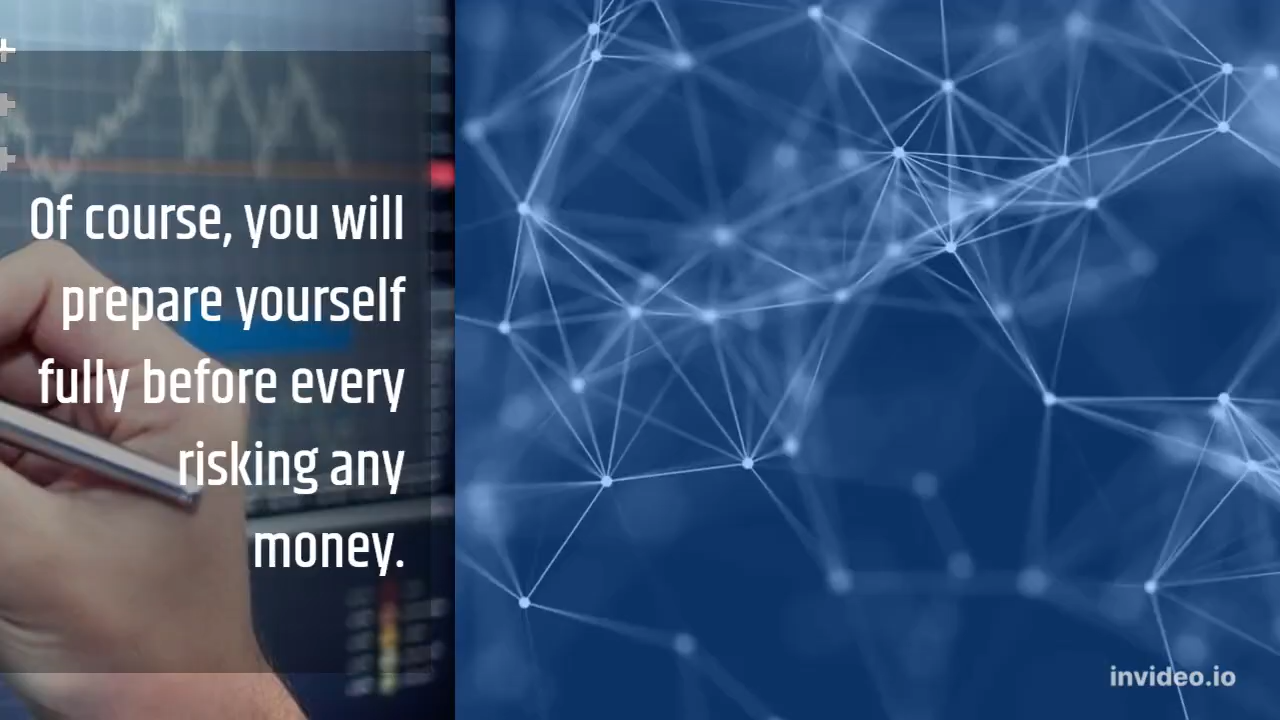 Of course, you will
prepare yourself
fully before every
risking any
money.
invideo.io